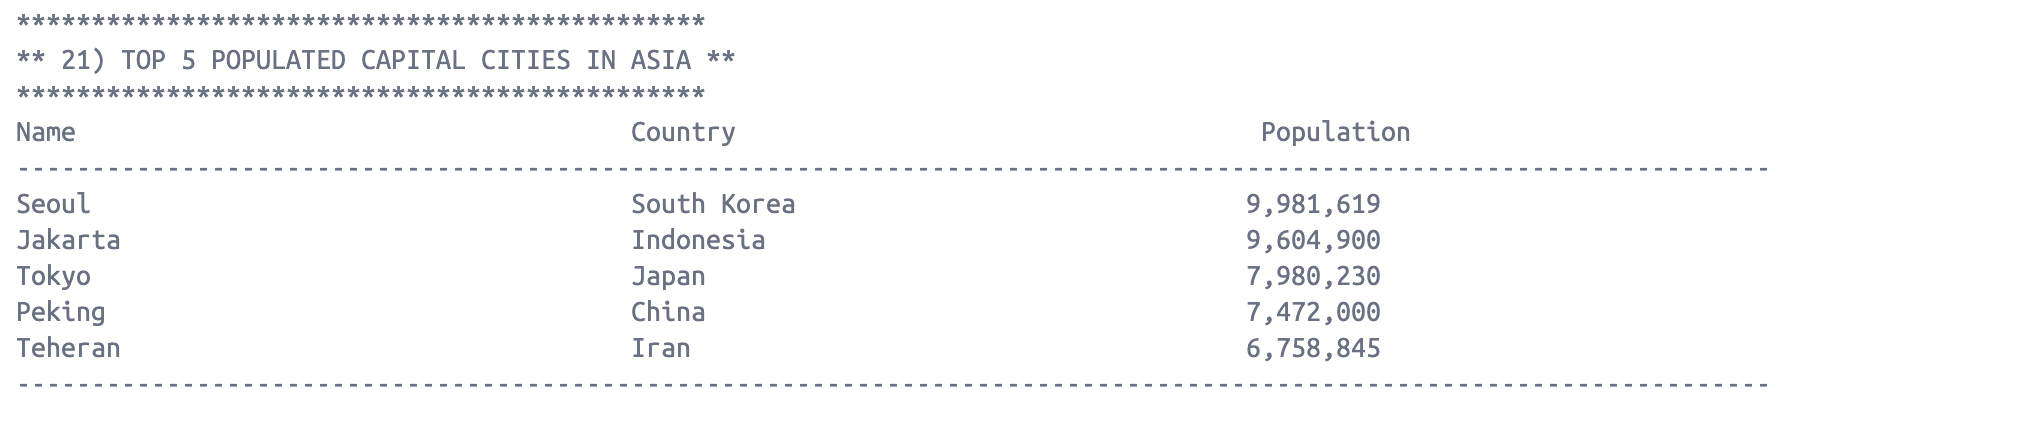 **********************************************
** 21) TOP 5 POPULATED CAPITAL CITIES IN ASIA **
**********************************************
Name                                     Country                                   Population
---------------------------------------------------------------------------------------------------------------------
Seoul                                    South Korea                              9,981,619
Jakarta                                  Indonesia                                9,604,900
Tokyo                                    Japan                                    7,980,230
Peking                                   China                                    7,472,000
Teheran                                  Iran                                     6,758,845
---------------------------------------------------------------------------------------------------------------------